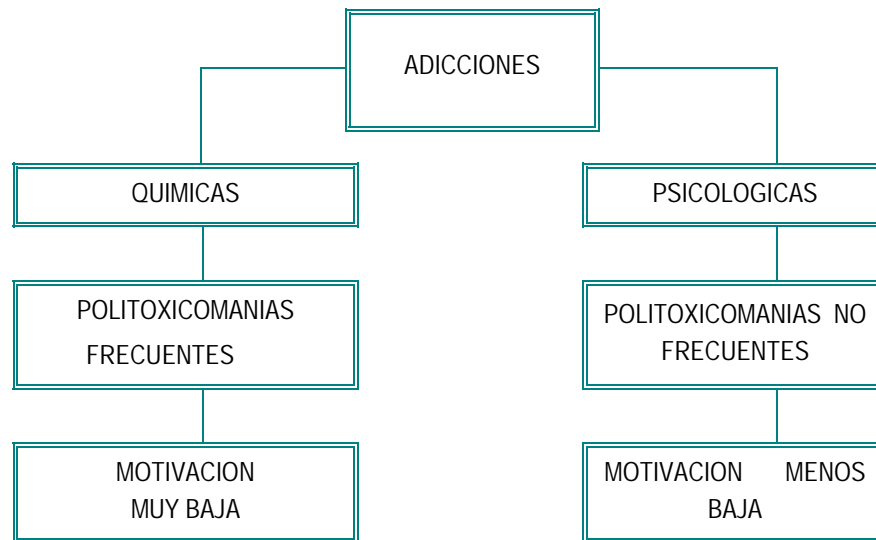 ADICCIONES
QUIMICAS
PSICOLOGICAS
POLITOXICOMANIAS
FRECUENTES
POLITOXICOMANIAS NO
FRECUENTES
MOTIVACION
MUY BAJA
MOTIVACION MENOS
BAJA